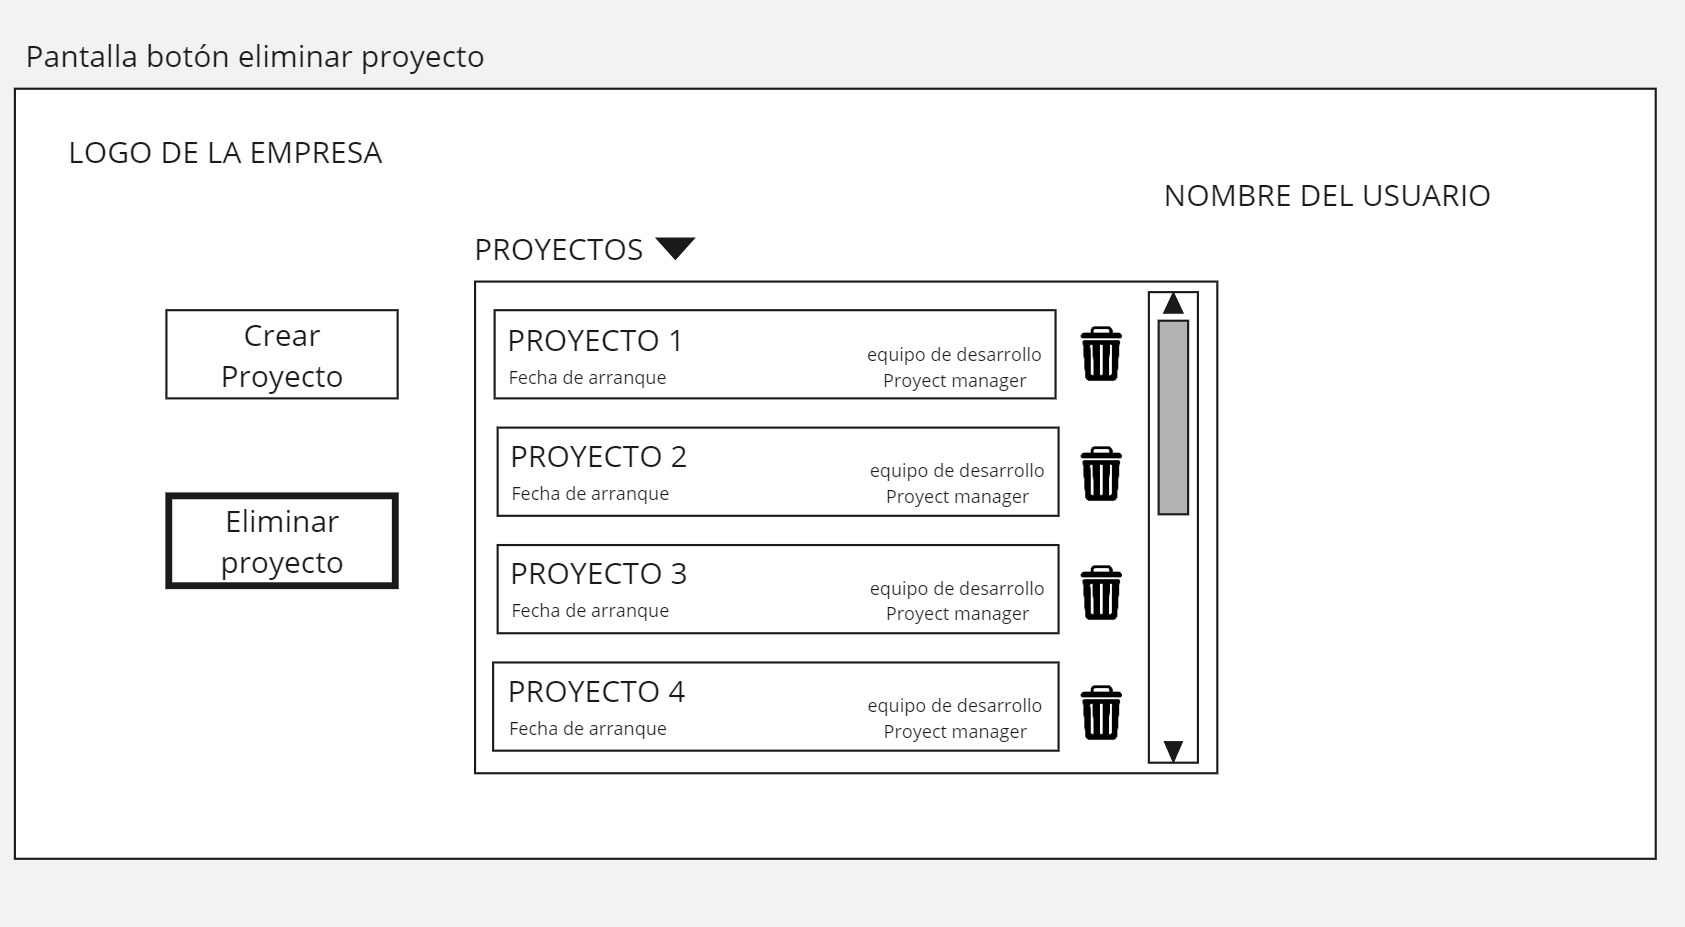 Pantalla botón eliminar proyecto
LOGO DE LA EMPRESA
NOMBRE DEL USUARIO
PROYECTOS
Crear
Proyecto
Eliminar
proyecto
PROYECTO 1
Fecha de arranque
equipo de desarrollo
Proyect manager
PROYECTO 2
Fecha de arranque
equipo de desarrollo
Proyect manager
PROYECTO 3
Fecha de arranque
equipo de desarrollo
Proyect manager
PROYECTO 4
Fecha de arranque
equipo de desarrollo
Proyect manager